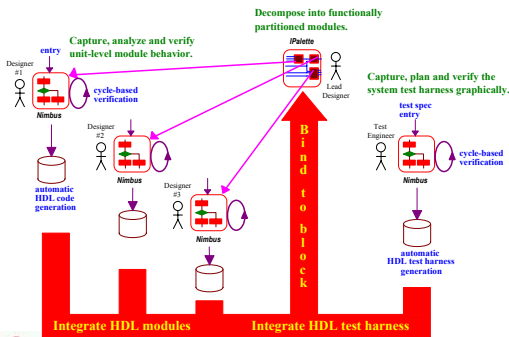 Decompose into functionally
partitioned modules.
Capture, analyze and verify
unit-level module behavior.
IPalette
Lead
Designer
Capture, plan and verify the
system test harness graphically.
entry
Designer
#1
cycle-based
verification
Nimbus
automatic
HDL code
generation
Designer
#2
Nimbus
Designer
#3
Nimbus
Bind to block
test spec
entry
Test
Engineer
cycle-based
verification
Nimbus
automatic
HDL test harness
generation
Integrate HDL modules
Integrate HDL test harness